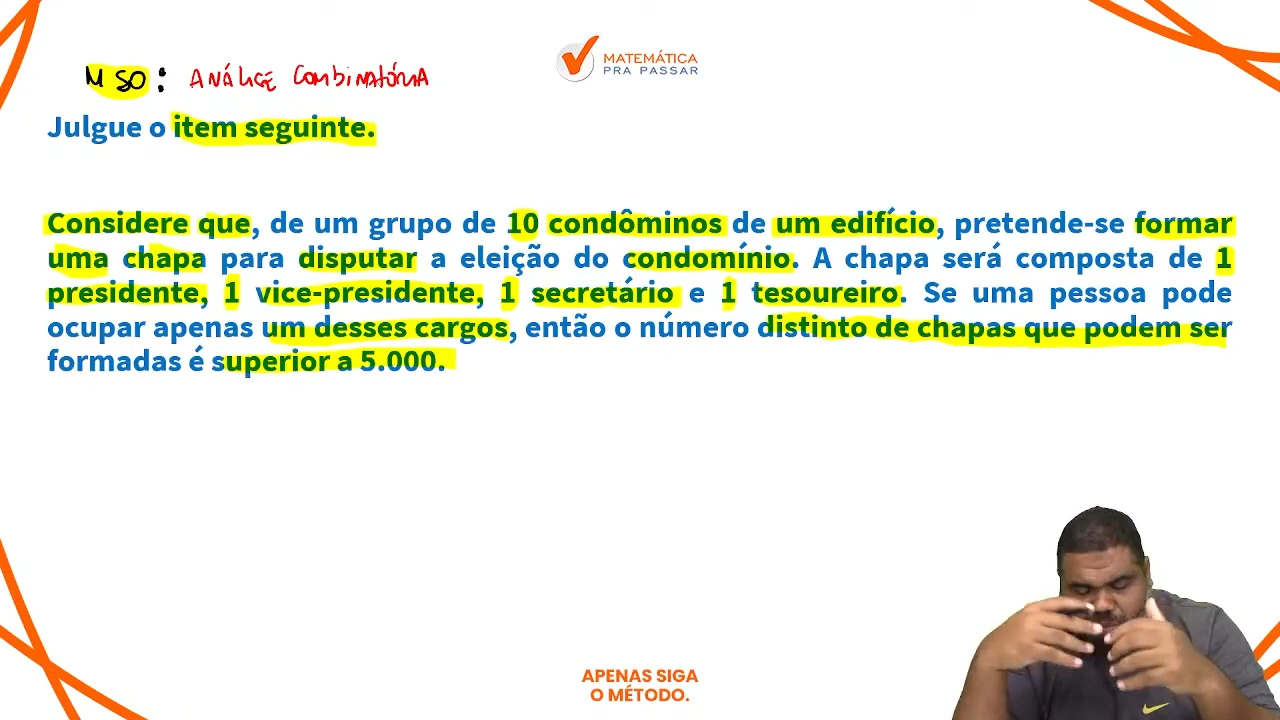 MATEMÁTICA
PRA PASSAR
MSO: ANÁLISE COMBINATÓRIA
Julgue o item seguinte.
Considere que, de um grupo de 10 condôminos de um edifício, pretende-se formar
uma chapa para disputar a eleição do condomínio. A chapa será composta de 1
presidente, 1 vice-presidente, 1 secretário e 1 tesoureiro. Se uma pessoa pode
ocupar apenas um desses cargos, então o número distinto de chapas que podem ser
formadas é superior a 5.000.
APENAS SIGA
O MÉTODO.